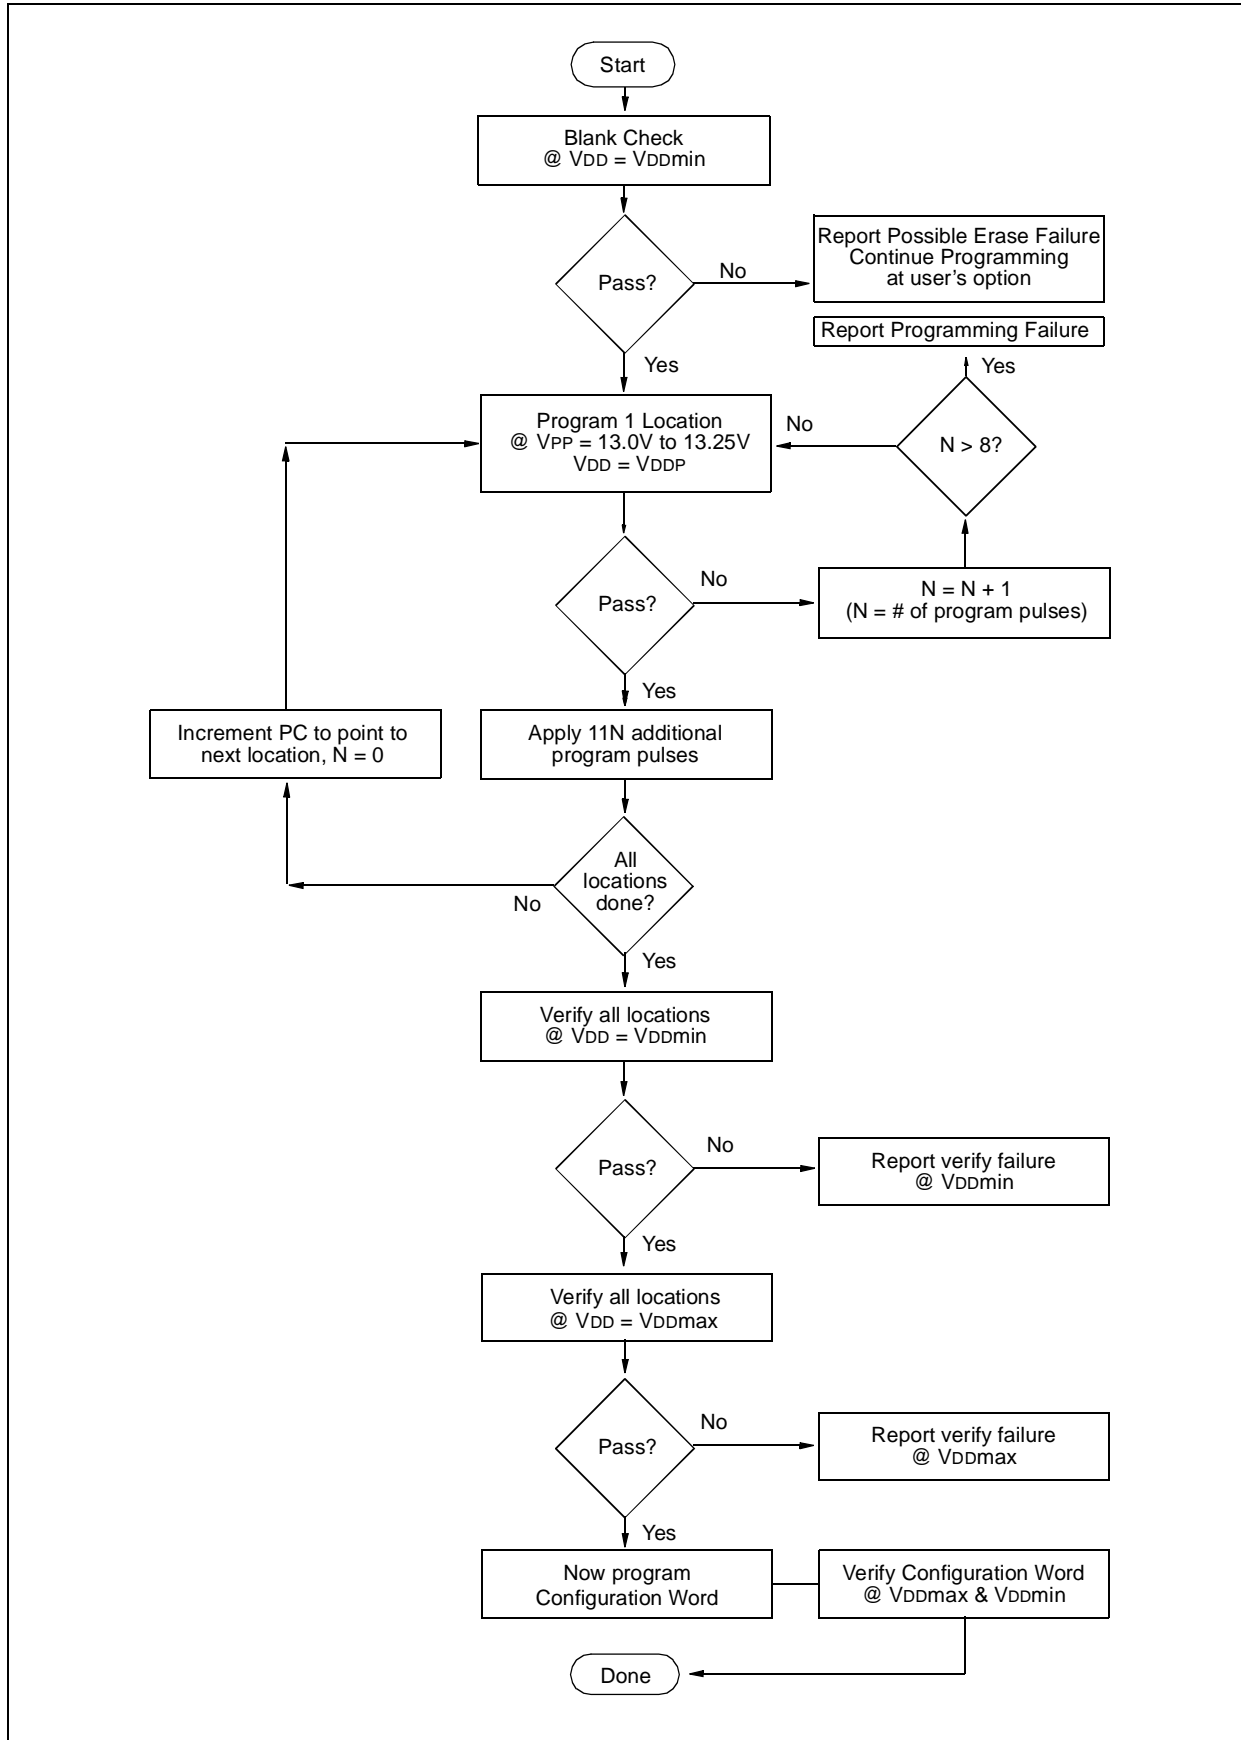 Start
Blank Check
@ VDD = VDDmin
Pass?
No
Report Possible Erase Failure
Continue Programming
at user's option
Yes
Report Programming Failure
Yes
N > 8?
No
Program 1 Location
@ VPP = 13.0V to 13.25V
VDD = VDDP
Pass?
No
N = N + 1
(N = # of program pulses)
Yes
Increment PC to point to
next location, N = 0
Apply 11N additional
program pulses
All
locations
done?
No
Yes
Verify all locations
@ VDD = VDDmin
Pass?
No
Report verify failure
@ VDDmin
Yes
Verify all locations
@ VDD = VDDmax
Pass?
No
Report verify failure
@ VDDmax
Yes
Now program
Configuration Word
Verify Configuration Word
@ VDDmax & VDDmin
Done